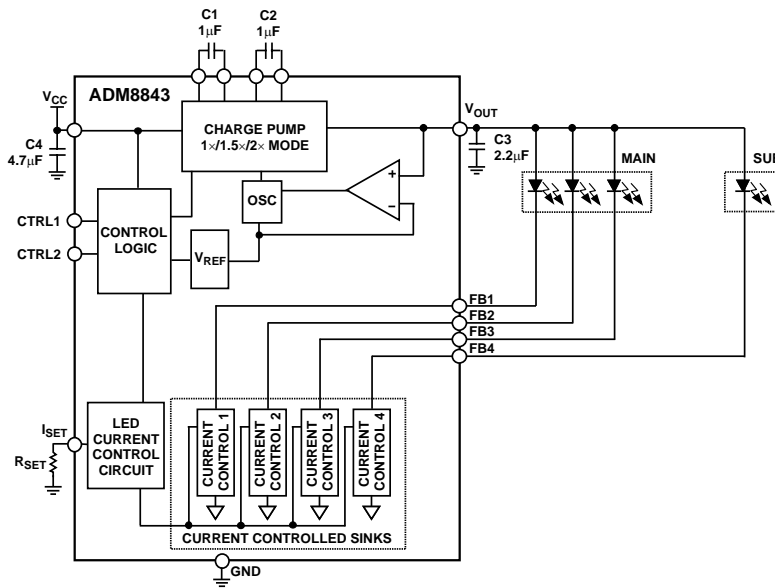 C1
1µF
C2
1µF
ADM8843
VCC
C4
4.7µF
CHARGE PUMP
1×/1.5×/2× MODE
VOUT
C3
2.2µF
MAIN
SUB
+
–
OSC
CTRL1
CTRL2
CONTROL
LOGIC
VREF
FB1
FB2
FB3
FB4
ISET
RSET
LED
CURRENT
CONTROL
CIRCUIT
CURRENT
CONTROL 1
CURRENT
CONTROL 2
CURRENT
CONTROL 3
CURRENT
CONTROL 4
CURRENT CONTROLLED SINKS
GND